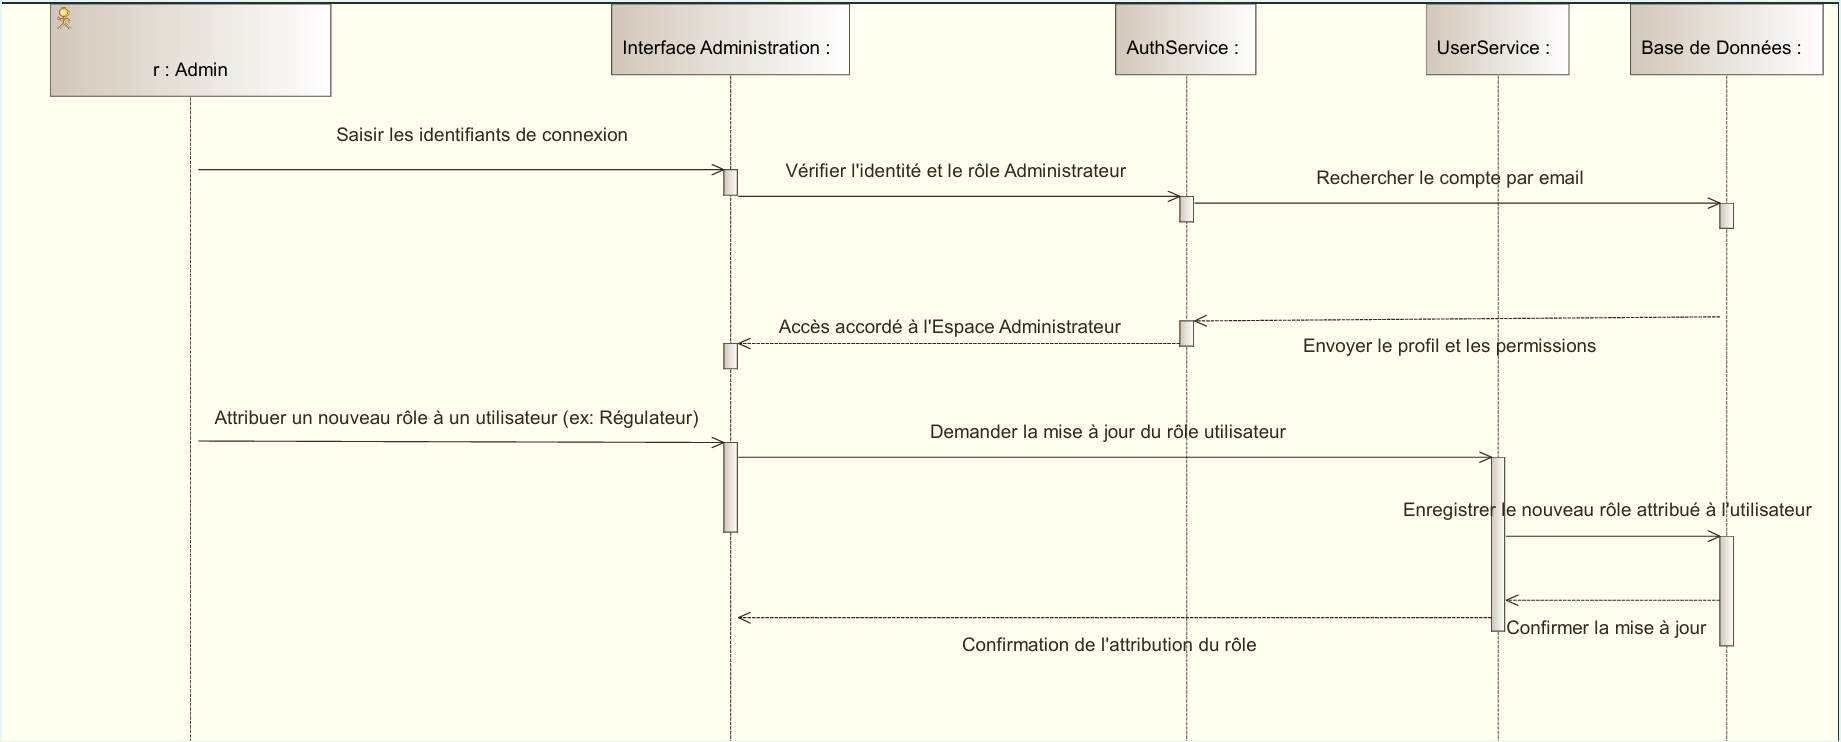 r : Admin
Interface Administration :
AuthService :
UserService :
Base de Données :
Saisir les identifiants de connexion
Vérifier l'identité et le rôle Administrateur
Rechercher le compte par email
Accès accordé à l'Espace Administrateur
Envoyer le profil et les permissions
Attribuer un nouveau rôle à un utilisateur (ex: Régulateur)
Demander la mise à jour du rôle utilisateur
Enregistrer le nouveau rôle attribué à l'utilisateur
Confirmer la mise à jour
Confirmation de l'attribution du rôle